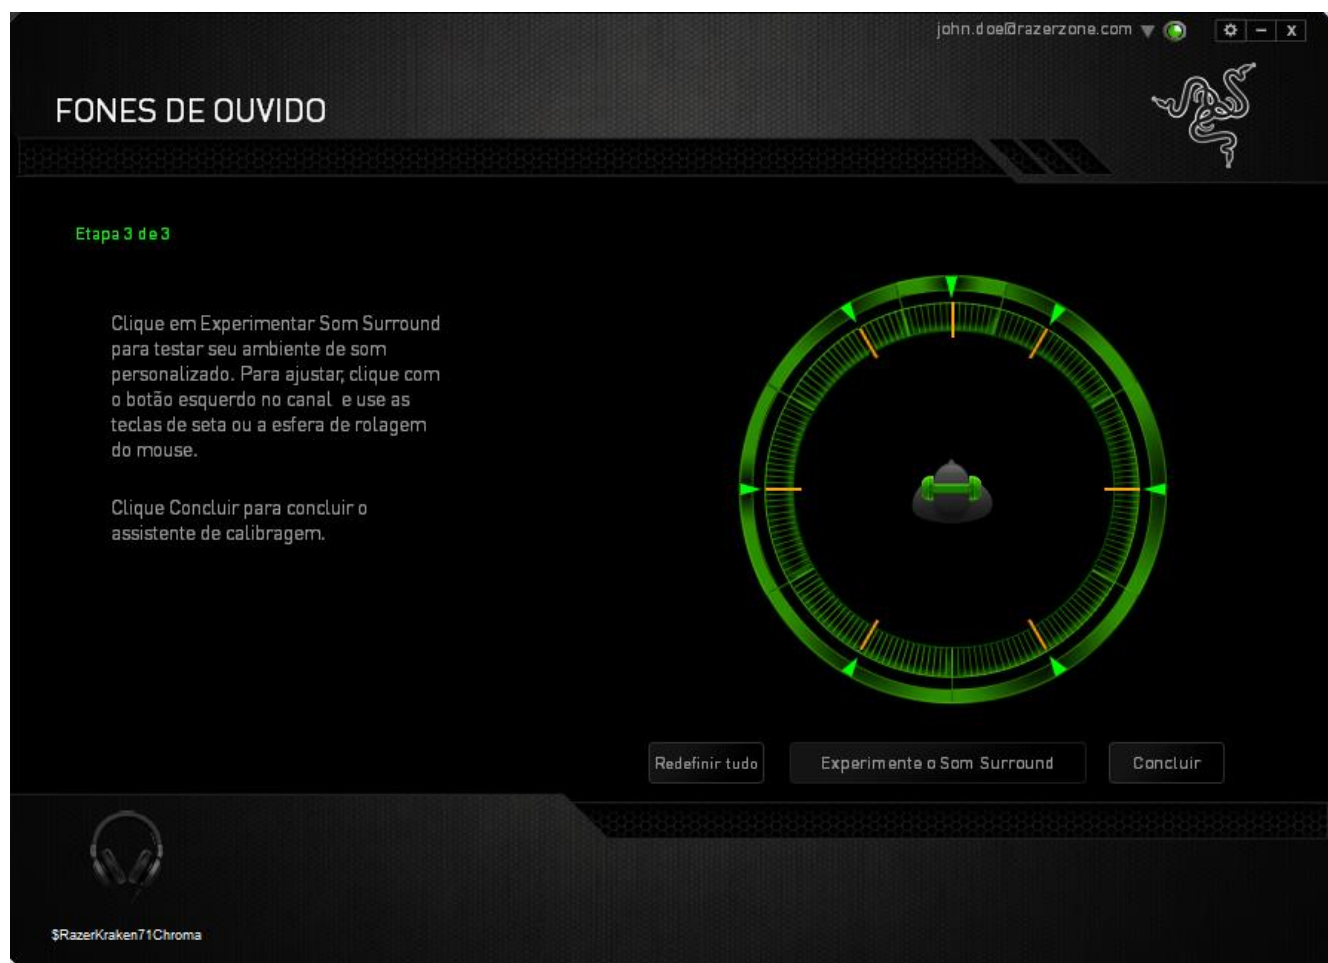 john.doe@razerzone.com
X
FONES DE OUVIDO
Etapa 3 de 3
Clique em Experimentar Som Surround
para testar seu ambiente de som
personalizado. Para ajustar, clique com
o botão esquerdo no canal e use as
teclas de seta ou a esfera de rolagem
do mouse.
Clique Concluir para concluir o
assistente de calibragem.
Redefinir tudo
Experimente o Som Surround
Concluir
$RazerKraken71Chroma